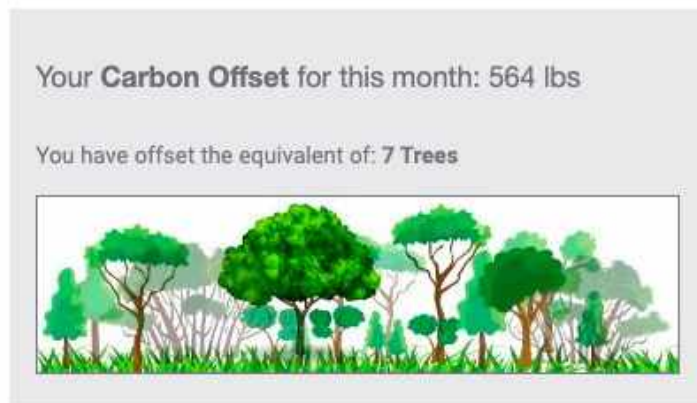 Your Carbon Offset for this month: 564 lbs
You have offset the equivalent of: 7 Trees